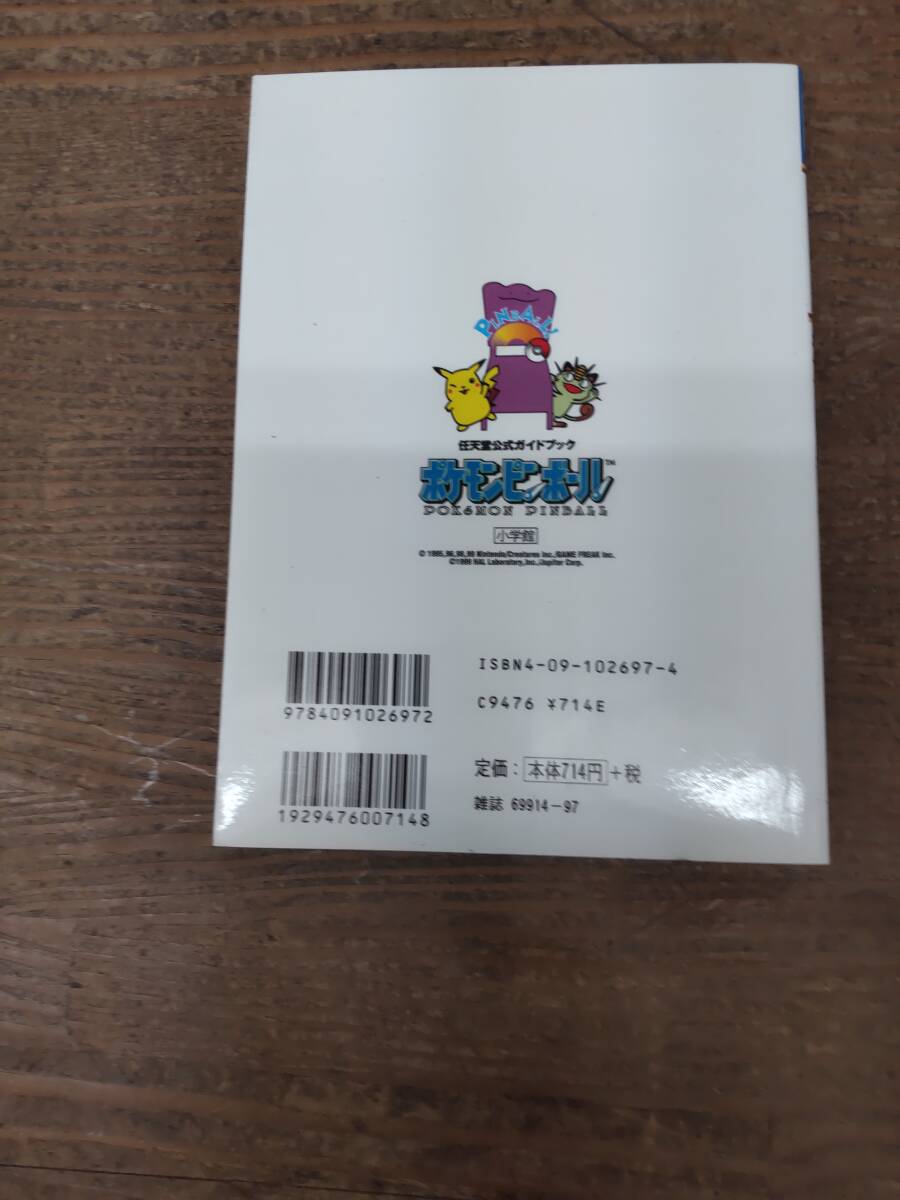 PINBALL
任天堂公式ガイドブック
ポケモンピンボール!™
POKéMON PINBALL
小学館
© 1995,96,98,99 Nintendo/Creatures inc./GAME FREAK inc.
©1999 HAL Laboratory,Inc./Jupiter Corp.
ISBN4-09-102697-4
C9476 ¥714E
9784091026972
定価:本体714円+税
雑誌 69914-97
1929476007148